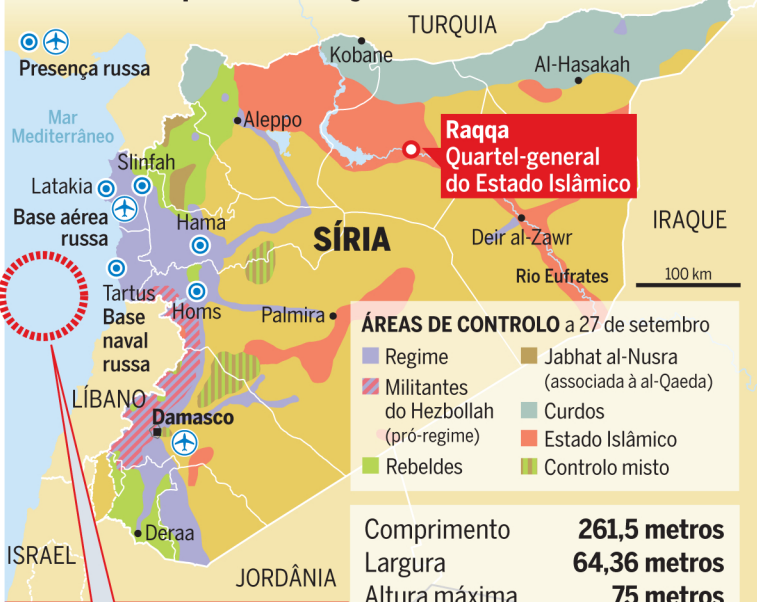 TURQUIA
Kobane
Al-Hasakah
Presença russa
Mar
Mediterrâneo
Aleppo
Raqqa
Quartel-general
do Estado Islâmico
Slinfah
Latakia
Base aérea
russa
Hama
SÍRIA
IRAQUE
Deir al-Zawr
Rio Eufrates
100 km
Tartus
Base
naval
russa
Homs
Palmira
ÁREAS DE CONTROLO a 27 de setembro
Regime
Militantes
do Hezbollah
(pró-regime)
Rebeldes
Jabhat al-Nusra
(associada à al-Qaeda)
Curdos
Estado Islâmico
Controlo misto
LÍBANO
Damasco
Deraa
ISRAEL
JORDÂNIA
Comprimento 261,5 metros
Largura 64,36 metros
Altura máxima 75 metros